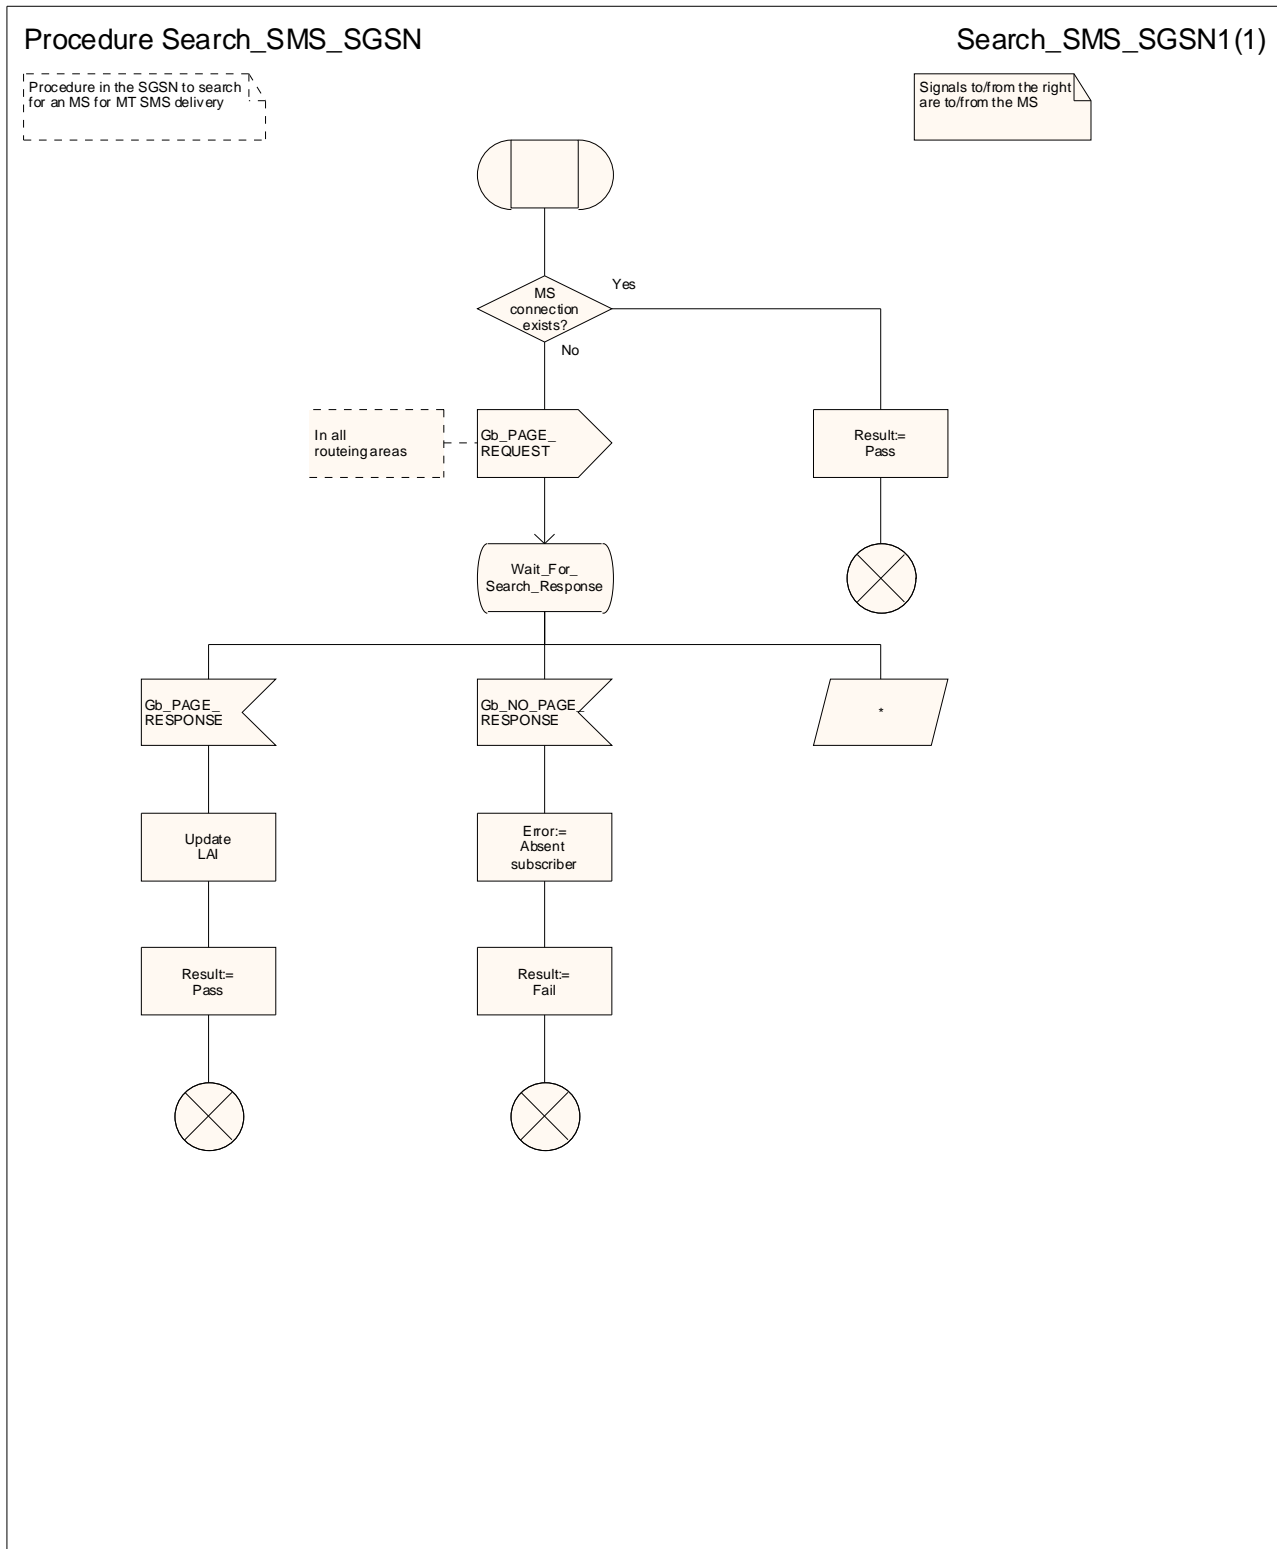 Procedure Search_SMS_SGSN
Search_SMS_SGSN1(1)
Procedure in the SGSN to search
for an MS for MT SMS delivery
Signals to/from the right
are to/from the MS
MS
connection
exists?
Yes
No
In all
routeing areas
Gb_PAGE_
REQUEST
Result:=
Pass
Wait_For_
Search_Response
Gb_PAGE_
RESPONSE
Gb_NO_PAGE_
RESPONSE
*
Update
LAI
Error:=
Absent
subscriber
Result:=
Pass
Result:=
Fail